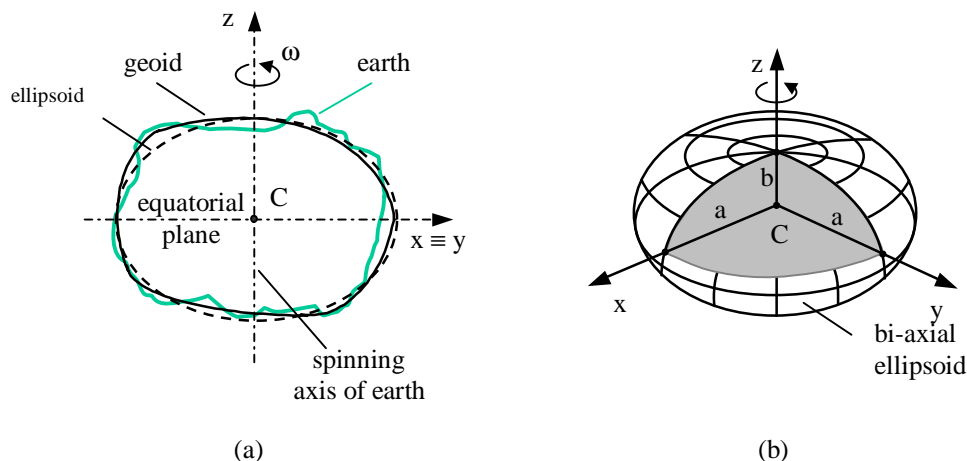 z
ω
geoid
earth
ellipsoid
equatorial
plane
C
x ≡ y
spinning
axis of earth
(a)
z
b
a
a
C
x
y
bi-axial
ellipsoid
(b)